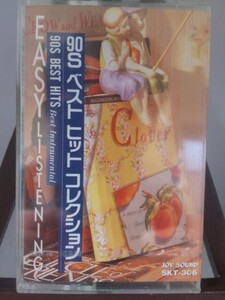 EASY LISTENING
90S BEST HITS Best Instrumental
90S ベスト ヒット コレクション
Clover
JOY SOUND
SKT-306